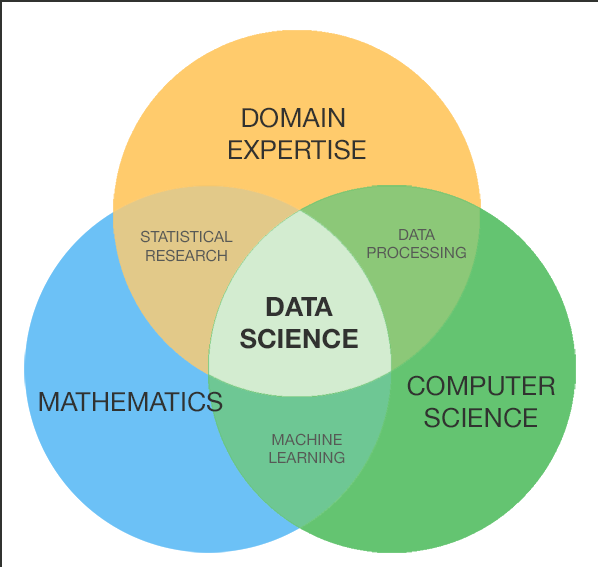 DOMAIN
EXPERTISE
STATISTICAL
RESEARCH
DATA
PROCESSING
DATA
SCIENCE
MATHEMATICS
COMPUTER
SCIENCE
MACHINE
LEARNING